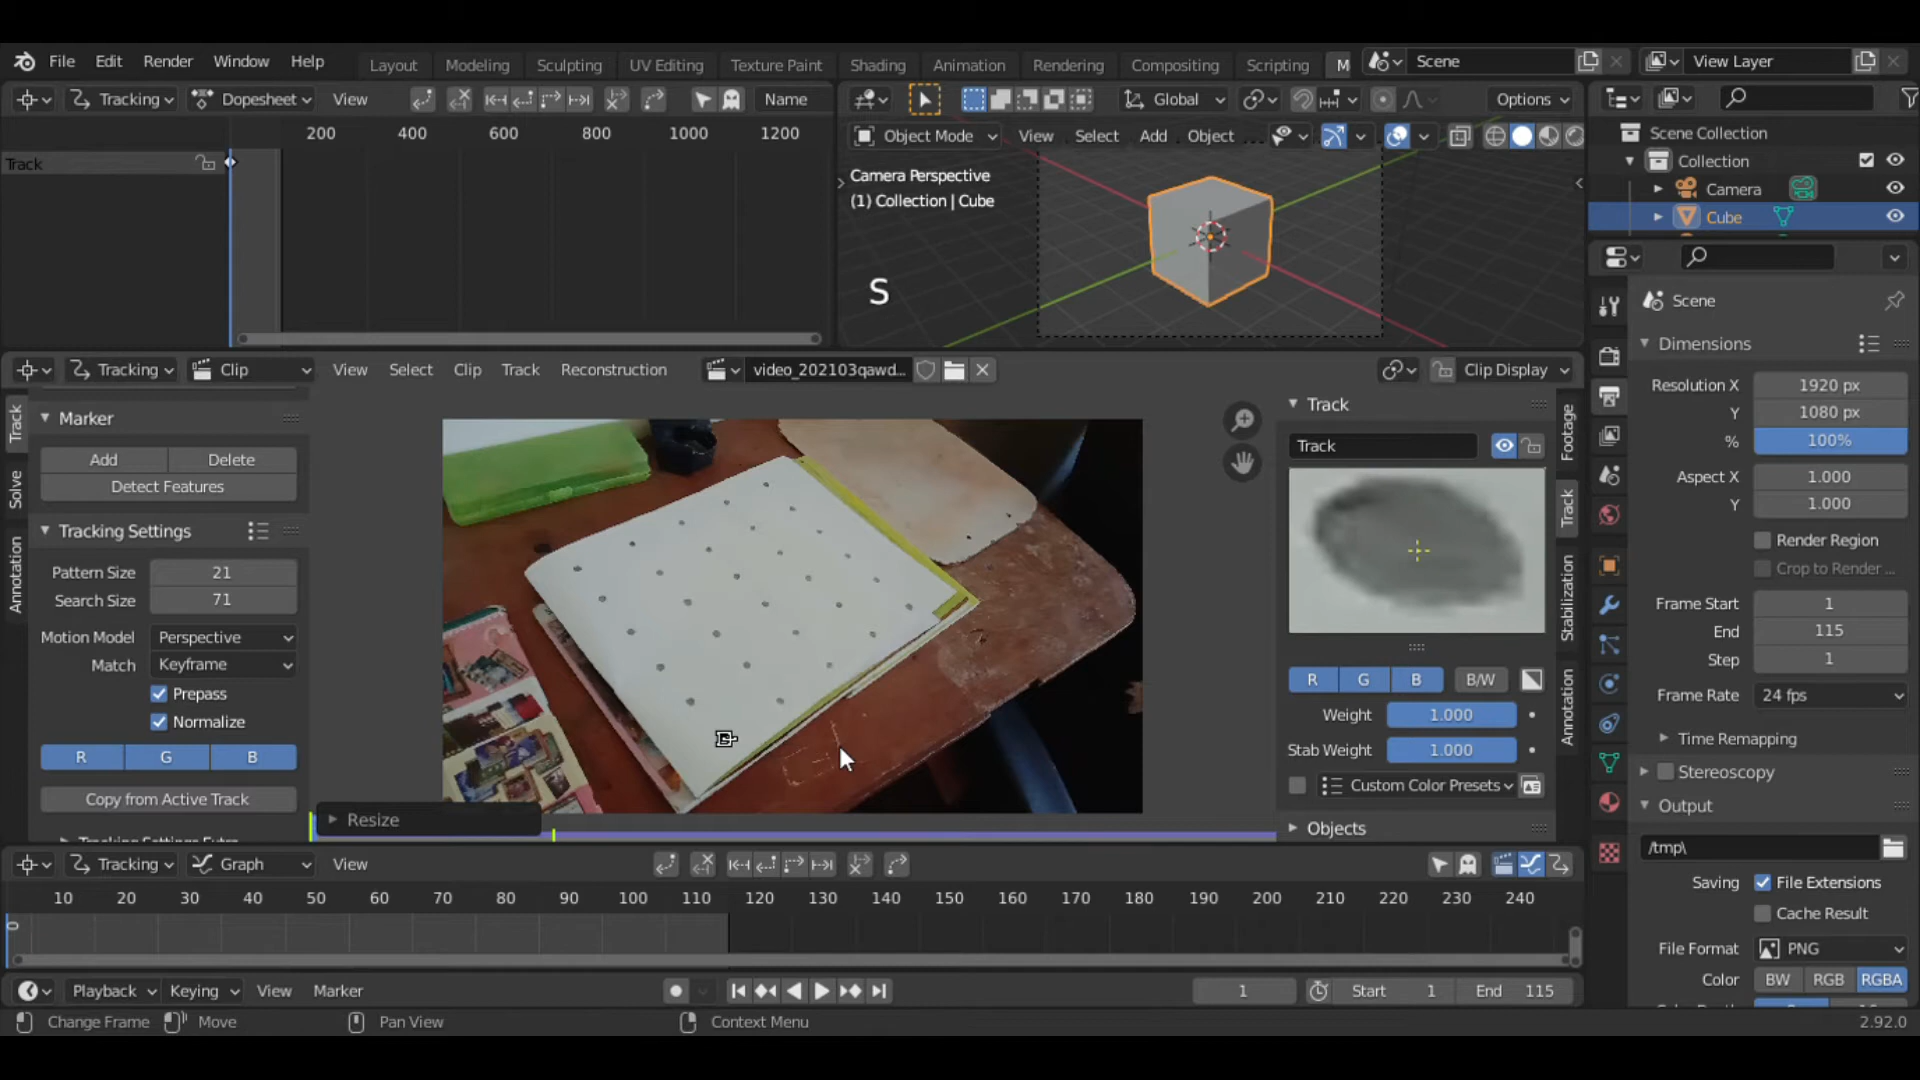 File Edit Render Window Help Layout Modeling Sculpting UV Editing Texture Paint Shading Animation Rendering Compositing Scripting M Scene View Layer
Tracking Dopesheet View Name Global Options
200 400 600 800 1000 1200
Track
Object Mode View Select Add Object
Camera Perspective
(1) Collection | Cube
S
Scene Collection
Collection
Camera
Cube
Tracking Clip View Select Clip Track Reconstruction video_202103qawd... Clip Display
Track
Solve
Annotation
Marker
Add Delete
Detect Features
Tracking Settings
Pattern Size 21
Search Size 71
Motion Model Perspective
Match Keyframe
Prepass
Normalize
R G B
Copy from Active Track
Tracking Settings Extra
Resize
Track
Track
R G B B/W
Weight 1.000
Stab Weight 1.000
Custom Color Presets
Objects
Footage
Track
Stabilization
Annotation
Scene
Dimensions
Resolution X 1920 px
Y 1080 px
% 100%
Aspect X 1.000
Y 1.000
Render Region
Crop to Render ...
Frame Start 1
End 115
Step 1
Frame Rate 24 fps
Time Remapping
Stereoscopy
Output
/tmp\
Saving File Extensions
Cache Result
File Format PNG
Color BW RGB RGBA
Tracking Graph View
10 20 30 40 50 60 70 80 90 100 110 120 130 140 150 160 170 180 190 200 210 220 230 240
Playback Keying View Marker 1 Start 1 End 115
Change Frame Move Pan View Context Menu 2.92.0